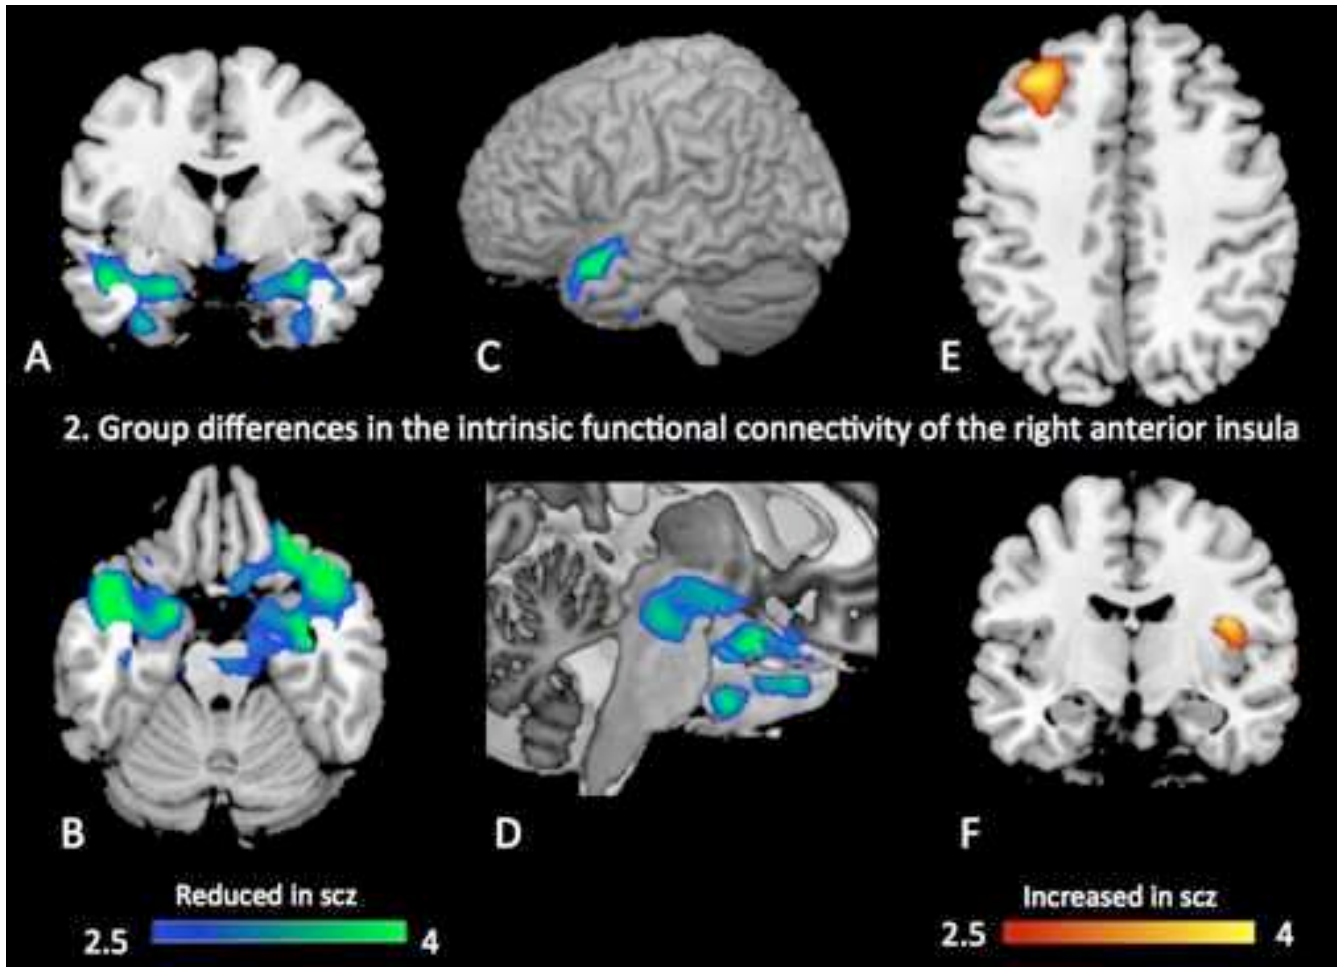 A
C
E
2. Group differences in the intrinsic functional connectivity of the right anterior insula
B
D
F
Reduced in scz
2.5 4
Increased in scz
2.5 4